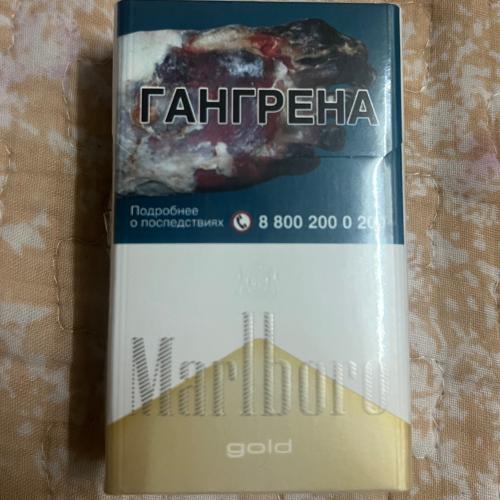 ГАНГРЕНА
Подробнее
о последствиях 8 800 200 0 200
Marlboro
gold